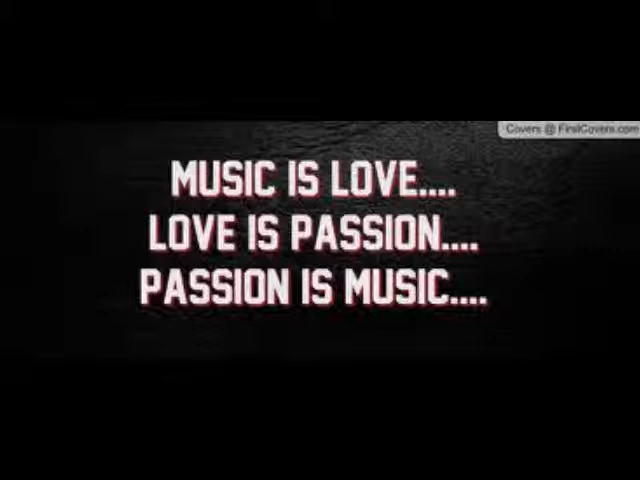 Covers @ FirstCovers.com
MUSIC IS LOVE....
LOVE IS PASSION....
PASSION IS MUSIC....